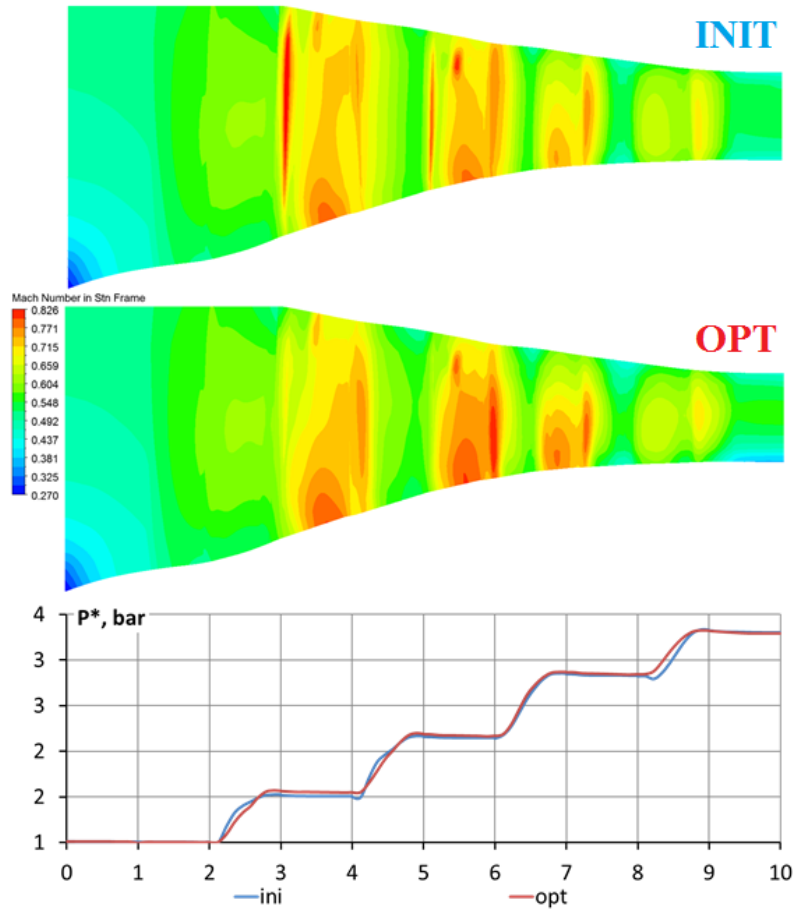 INIT
Mach Number in Stn Frame
0.826
0.771
0.715
0.659
0.604
0.548
0.492
0.437
0.381
0.325
0.270
OPT
P*, bar
4
3
3
2
2
1
0 1 2 3 4 5 6 7 8 9 10
ini opt